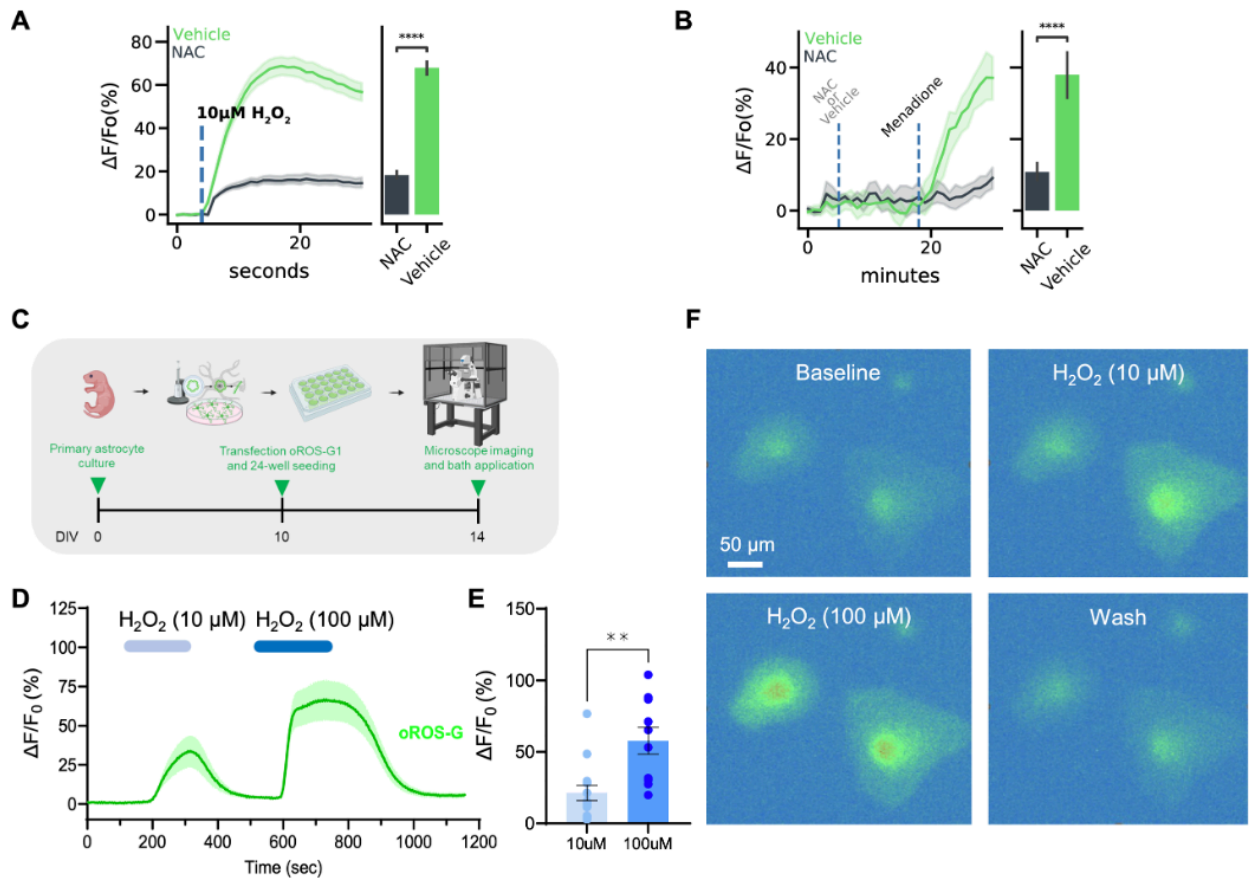 A
Vehicle
NAC
****
80
60
40
20
0
10µM H₂O₂
ΔF/Fo(%)
0
20
seconds
NAC
Vehicle
B
Vehicle
NAC
****
40
20
0
NAC
or
Vehicle
Menadione
ΔF/Fo(%)
0
20
minutes
NAC
Vehicle
C
Primary astrocyte
culture
Transfection oROS-G1
and 24-well seeding
Microscope imaging
and bath application
DIV
0
10
14
D
125
100
75
50
25
0
ΔF/F₀ (%)
H₂O₂ (10 µM)
H₂O₂ (100 µM)
oROS-G
0
200
400
600
800
1000
1200
Time (sec)
E
150
100
50
0
ΔF/F₀ (%)
**
10uM
100uM
F
Baseline
50 µm
H₂O₂ (10 µM)
H₂O₂ (100 µM)
Wash